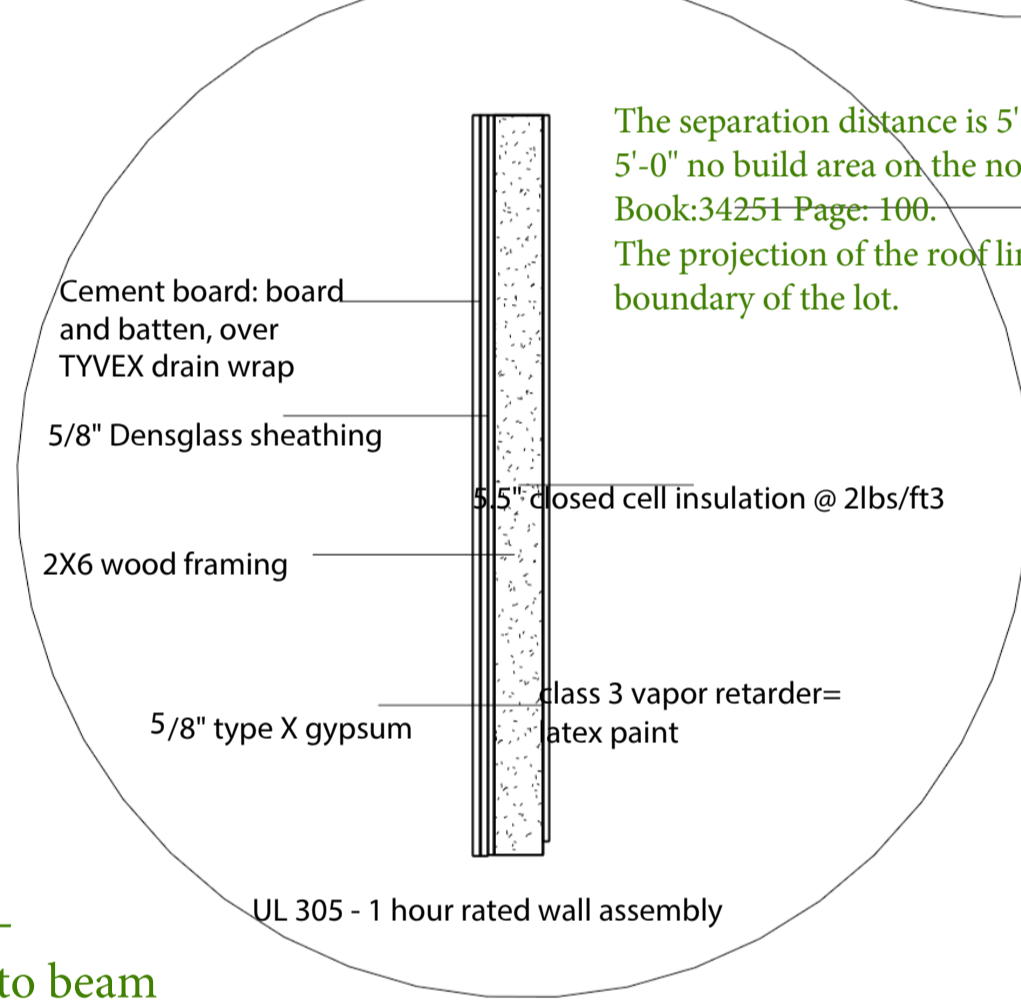 The separation distance is 5'
5'-0" no build area on the no
Book:34251 Page: 100.
The projection of the roof lin
boundary of the lot.
Cement board: board
and batten, over
TYVEX drain wrap
5/8" Densglass sheathing
5.5" closed cell insulation @ 2lbs/ft3
2X6 wood framing
class 3 vapor retarder=
latex paint
5/8" type X gypsum
UL 305 - 1 hour rated wall assembly
to beam